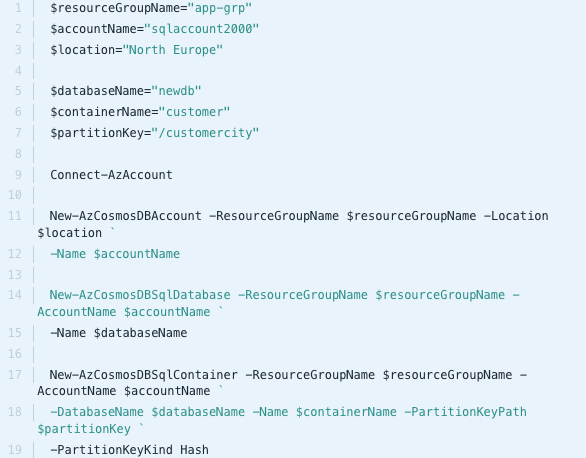 1 $resourceGroupName="app-grp"
2 $accountName="sqlaccount2000"
3 $location="North Europe"
4
5 $databaseName="newdb"
6 $containerName="customer"
7 $partitionKey="/customercity"
8
9 Connect-AzAccount
10
11 New-AzCosmosDBAccount -ResourceGroupName $resourceGroupName -Location
$location `
12 -Name $accountName
13
14 New-AzCosmosDBSqlDatabase -ResourceGroupName $resourceGroupName -
AccountName $accountName `
15 -Name $databaseName
16
17 New-AzCosmosDBSqlContainer -ResourceGroupName $resourceGroupName -
AccountName $accountName `
18 -DatabaseName $databaseName -Name $containerName -PartitionKeyPath
$partitionKey `
19 -PartitionKeyKind Hash